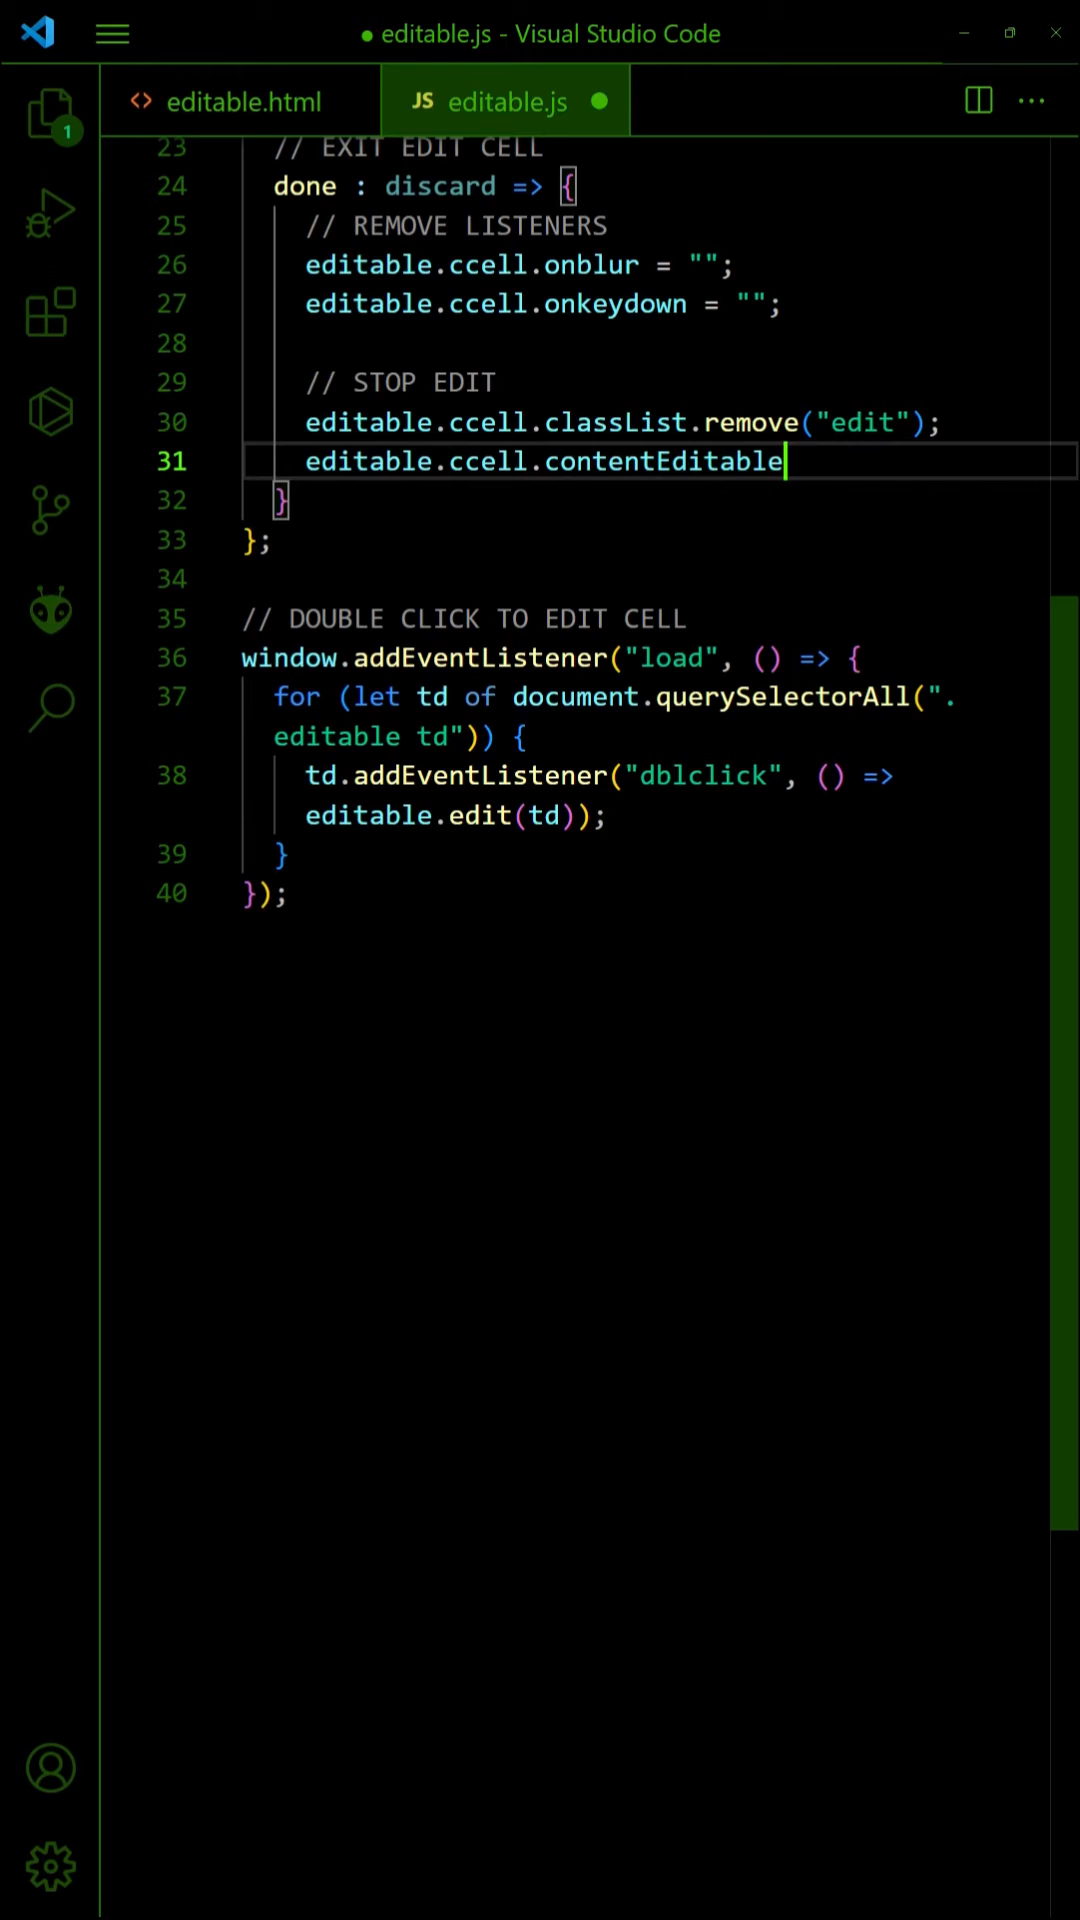 ● editable.js - Visual Studio Code
<> editable.html
JS editable.js ●
1
23 // EXIT EDIT CELL
24 done : discard => {
25 // REMOVE LISTENERS
26 editable.ccell.onblur = "";
27 editable.ccell.onkeydown = "";
28
29 // STOP EDIT
30 editable.ccell.classList.remove("edit");
31 editable.ccell.contentEditable
32 }
33 };
34
35 // DOUBLE CLICK TO EDIT CELL
36 window.addEventListener("load", () => {
37 for (let td of document.querySelectorAll(".
editable td")) {
38 td.addEventListener("dblclick", () =>
editable.edit(td));
39 }
40 });